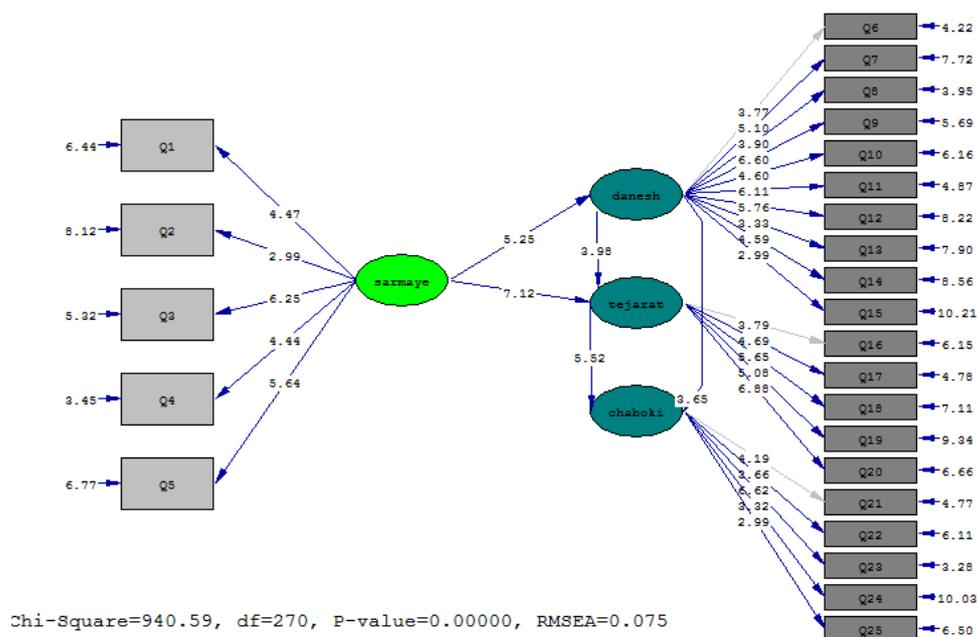 6.44
Q1
8.12
Q2
5.32
Q3
3.45
Q4
6.77
Q5
4.47
2.99
6.25
4.44
5.64
sarmaye
5.25
7.12
danesh
3.98
tejarat
5.52
chaboki
3.65
3.77
5.10
3.90
6.60
4.60
6.11
5.76
3.33
4.59
2.99
3.79
4.69
5.65
5.08
6.88
4.19
3.66
6.62
3.32
2.99
Q6
4.22
Q7
7.72
Q8
3.95
Q9
5.69
Q10
6.16
Q11
4.87
Q12
8.22
Q13
7.90
Q14
8.56
Q15
10.21
Q16
6.15
Q17
4.78
Q18
7.11
Q19
9.34
Q20
6.66
Q21
4.77
Q22
6.11
Q23
3.28
Q24
10.03
Q25
6.50
Chi-Square=940.59, df=270, P-value=0.00000, RMSEA=0.075